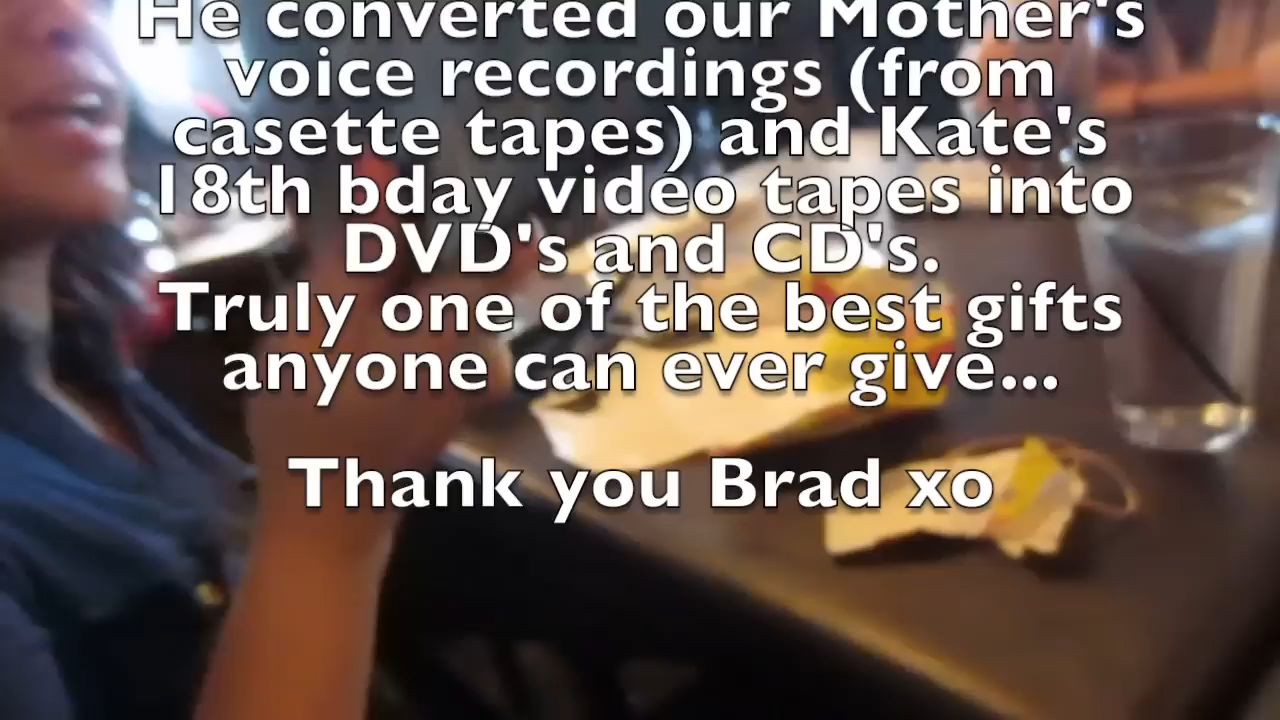 He converted our Mother's
voice recordings (from
casette tapes) and Kate's
18th bday video tapes into
DVD's and CD's.
Truly one of the best gifts
anyone can ever give...
Thank you Brad xo